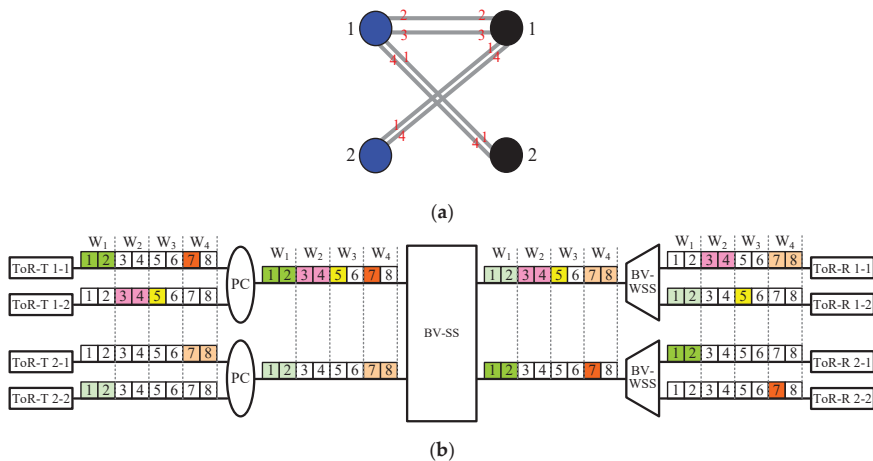 2 2
1 3 3 1
4 1 1 4
1 1
2 4 4 2
(a)
W1 W2 W3 W4 W1 W2 W3 W4
W1 W2 W3 W4 W1 W2 W3 W4
ToR-T 1-1 1 2 3 4 5 6 7 8 1 2 3 4 5 6 7 8 ToR-R 1-1
PC 1 2 3 4 5 6 7 8 1 2 3 4 5 6 7 8 BV-WSS
ToR-T 1-2 1 2 3 4 5 6 7 8 1 2 3 4 5 6 7 8 ToR-R 1-2
BV-SS
ToR-T 2-1 1 2 3 4 5 6 7 8 1 2 3 4 5 6 7 8 ToR-R 2-1
PC 1 2 3 4 5 6 7 8 1 2 3 4 5 6 7 8 BV-WSS
ToR-T 2-2 1 2 3 4 5 6 7 8 1 2 3 4 5 6 7 8 ToR-R 2-2
(b)